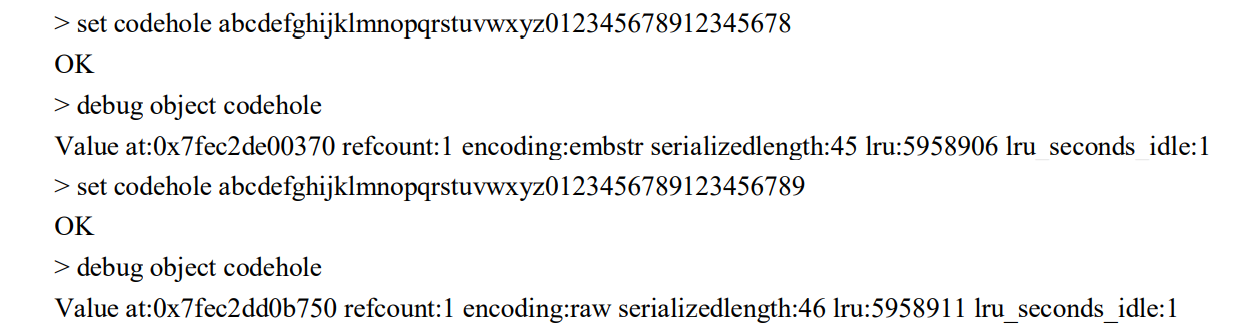 > set codehole abcdefghijklmnopqrstuvwxyz012345678912345678
OK
> debug object codehole
Value at:0x7fec2de00370 refcount:1 encoding:embstr serializedlength:45 lru:5958906 lru_seconds_idle:1
> set codehole abcdefghijklmnopqrstuvwxyz0123456789123456789
OK
> debug object codehole
Value at:0x7fec2dd0b750 refcount:1 encoding:raw serializedlength:46 lru:5958911 lru_seconds_idle:1